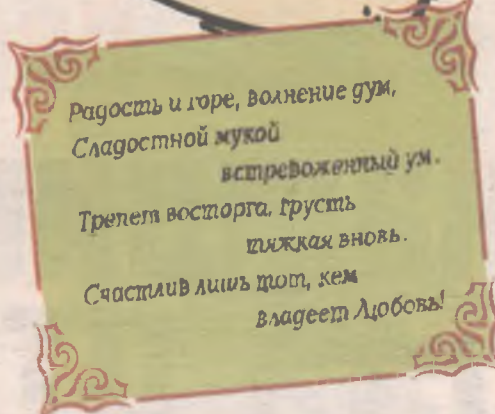 Радость и горе, волнение дум,
Сладостной мукой
встревоженный ум.
Трепет восторга, грусть
тяжкая вновь.
Счастлив лишь тот, кем
владеет Любовь!